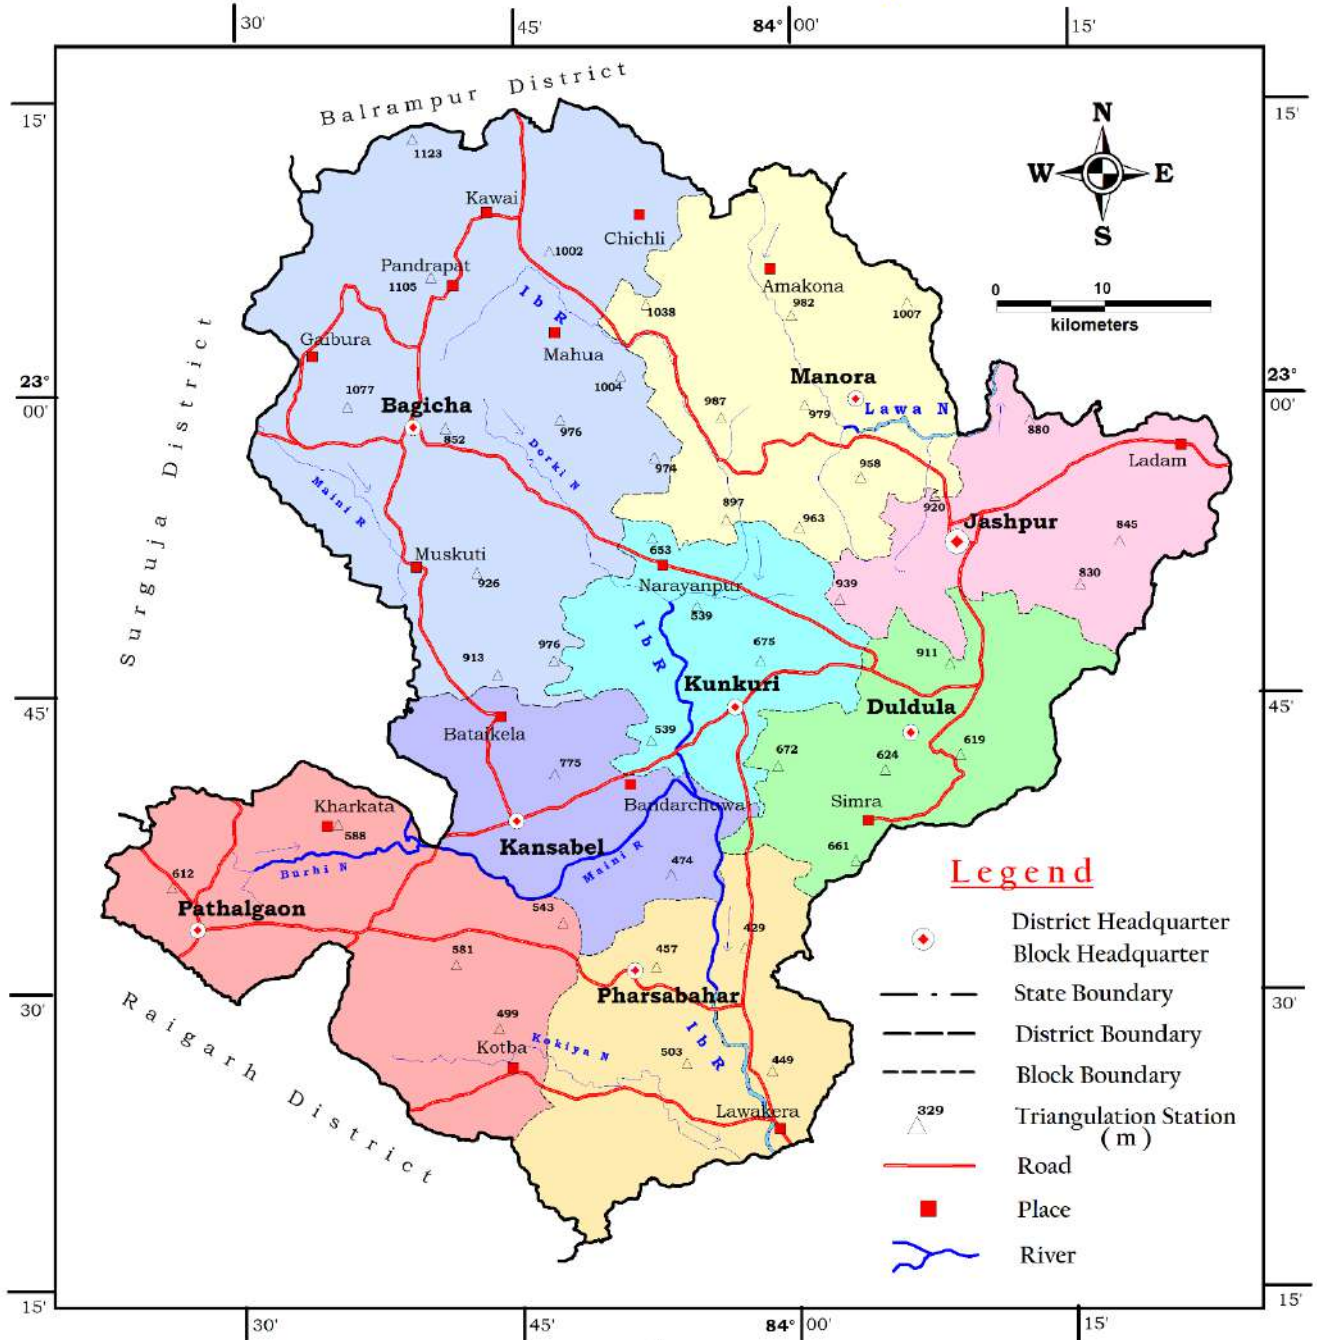 30'
45'
84° 00'
15'
15'
15'
Balrampur District
N
W E
S
1123
Kawai
Chichli
1002
Pandrapat
1105
Ib R
Amakona
982
1007
1038
0 10
kilometers
Gaibura
Mahua
1004
Surguja District
23°
00'
00'
1077
Bagicha
852
976
Dorki N
974
987
Manora
979
Lawa N
880
Ladam
Maini R
958
920
897
963
Jashpur
845
Muskuti
926
653
Narayanpur
539
939
830
Ib R
913
976
675
911
Kunkuri
Duldula
45'
45'
Bataikela
539
672
624
619
775
Bandarchuwa
Simra
Kharkata
588
Kansabel
Maini R
474
661
Burhi N
612
Pathalgaon
543
581
457
429
Pharsabahar
30'
30'
Raigarh District
499
Kotba
Kokiya N
503
Ib R
449
Lawakera
Legend
District Headquarter
Block Headquarter
State Boundary
District Boundary
Block Boundary
329 Triangulation Station
(m)
Road
Place
River
15'
15'
30'
45'
84° 00'
15'